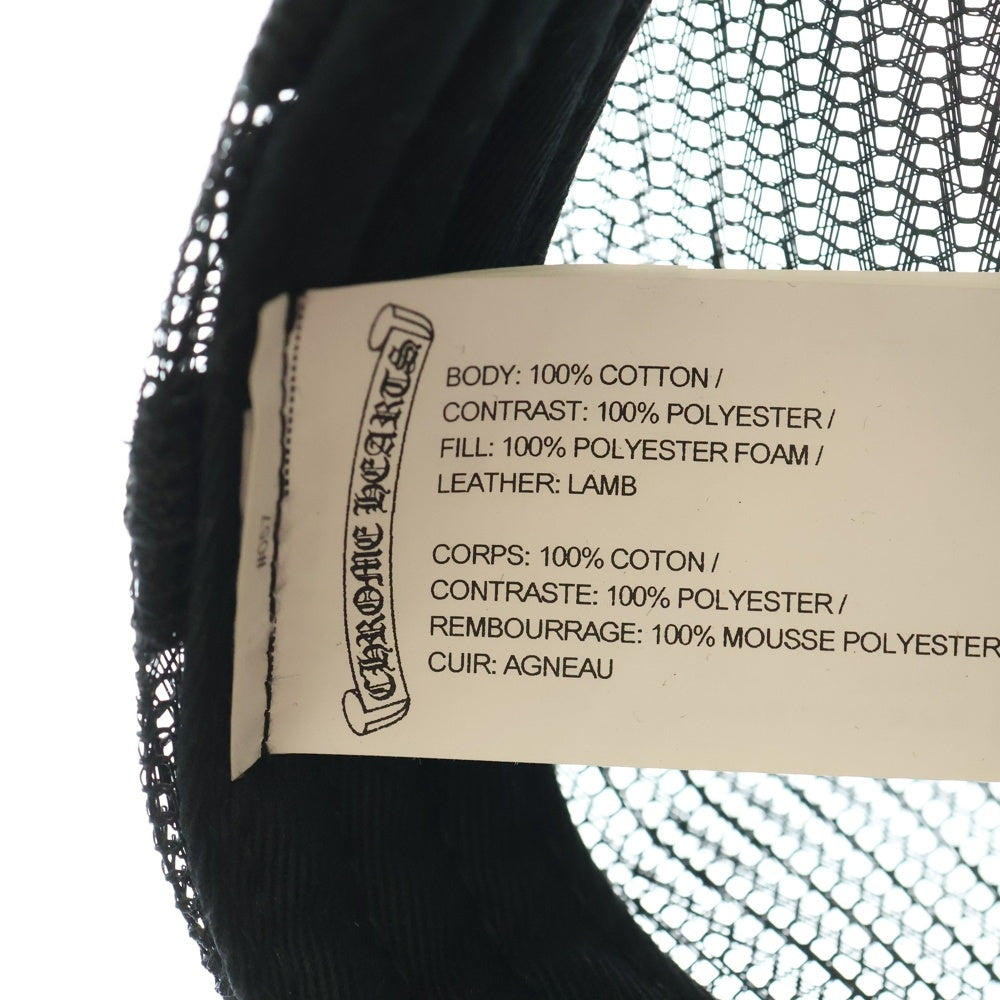 CHROME HEARTS
BODY: 100% COTTON /
CONTRAST: 100% POLYESTER /
FILL: 100% POLYESTER FOAM /
LEATHER: LAMB
CORPS: 100% COTON /
CONTRASTE: 100% POLYESTER /
REMBOURRAGE: 100% MOUSSE POLYESTER
CUIR: AGNEAU